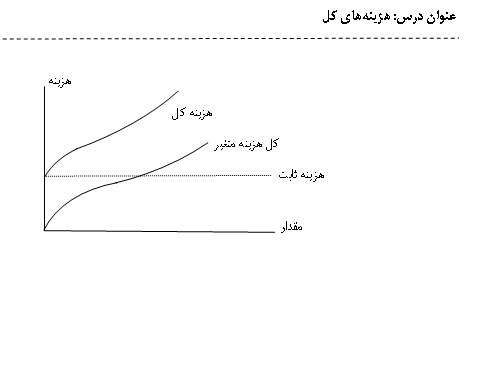 عنوان درس: هزینه‌های کل
هزینه
هزینه کل
کل هزینه متغیر
هزینه ثابت
مقدار